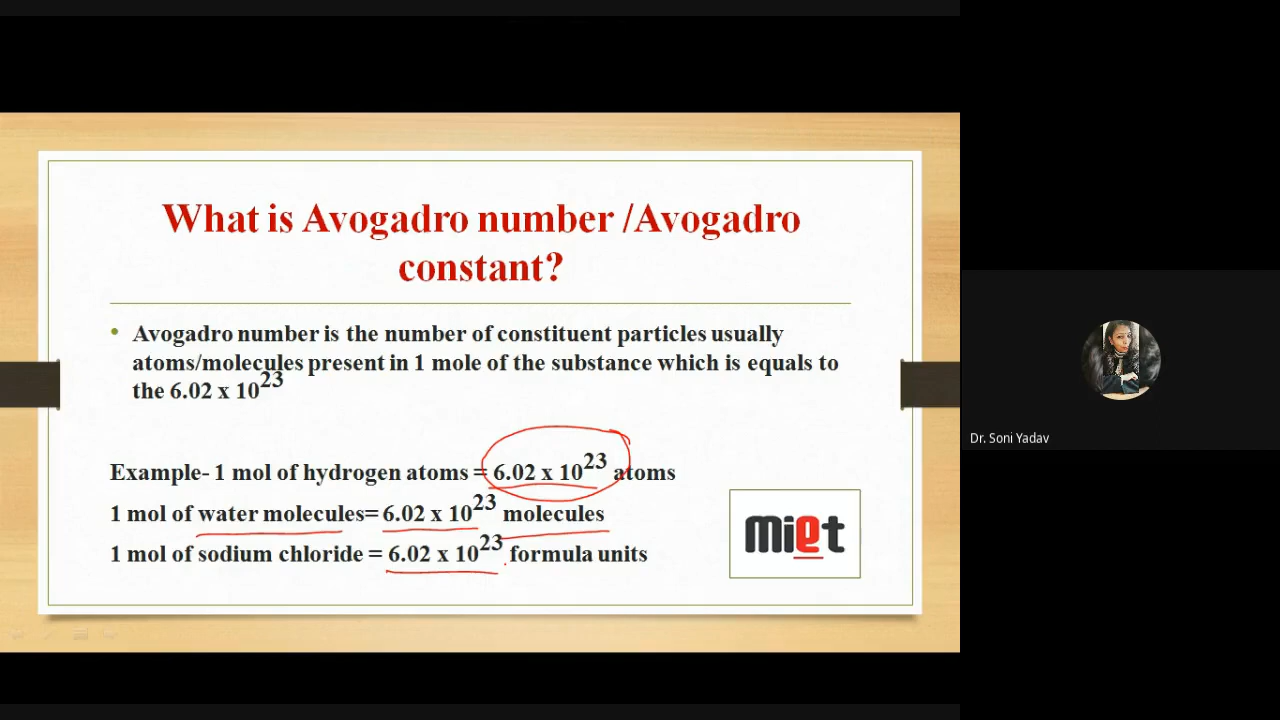 What is Avogadro number /Avogadro
constant?
• Avogadro number is the number of constituent particles usually
atoms/molecules present in 1 mole of the substance which is equals to
the 6.02 x 10²³
Example- 1 mol of hydrogen atoms = 6.02 x 10²³ atoms
1 mol of water molecules= 6.02 x 10²³ molecules
1 mol of sodium chloride = 6.02 x 10²³ formula units
miet
Dr. Soni Yadav